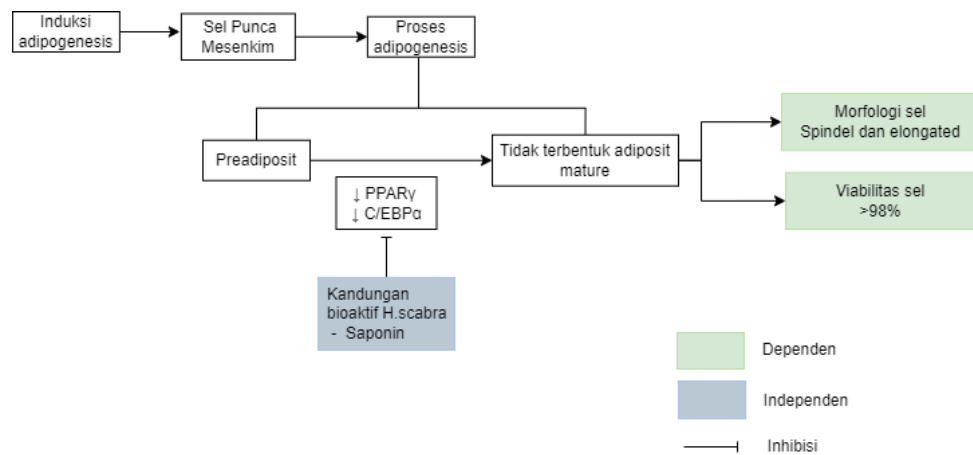 Induksi
adipogenesis
Sel Punca
Mesenkim
Proses
adipogenesis
Preadiposit
Tidak terbentuk adiposit
mature
Morfologi sel
Spindel dan elongated
Viabilitas sel
>98%
↓ PPARγ
↓ C/EBPα
Kandungan
bioaktif H.scabra
- Saponin
Dependen
Independen
Inhibisi